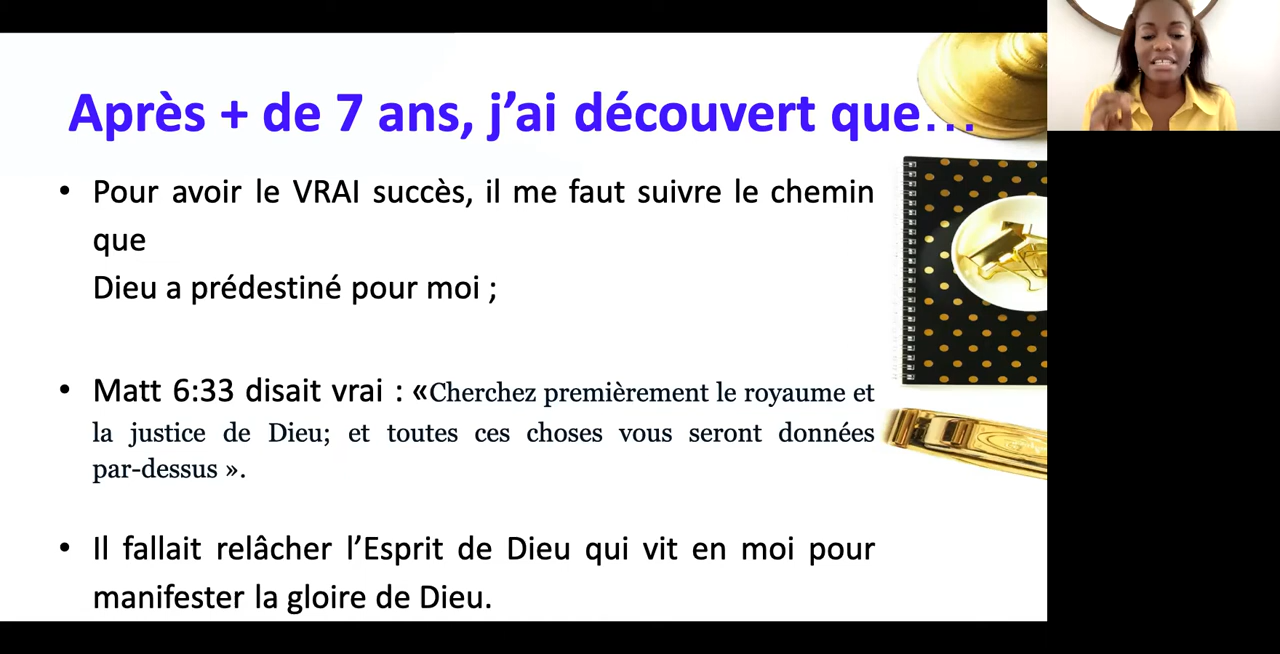 Après + de 7 ans, j’ai découvert que…
• Pour avoir le VRAI succès, il me faut suivre le chemin
que
Dieu a prédestiné pour moi ;
• Matt 6:33 disait vrai : «Cherchez premièrement le royaume et
la justice de Dieu; et toutes ces choses vous seront données
par-dessus ».
• Il fallait relâcher l’Esprit de Dieu qui vit en moi pour
manifester la gloire de Dieu.